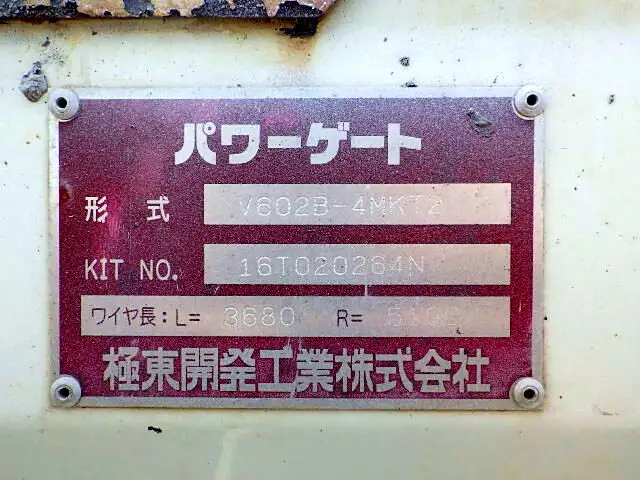 パワーゲート
形式 V602B-4MKT2
KIT NO. 16T020264N
ワイヤ長:L= 3680 R=
極東開発工業株式会社